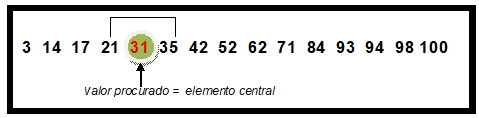 3 14 17 21 31 35 42 52 62 71 84 93 94 98 100
Valor procurado = elemento central